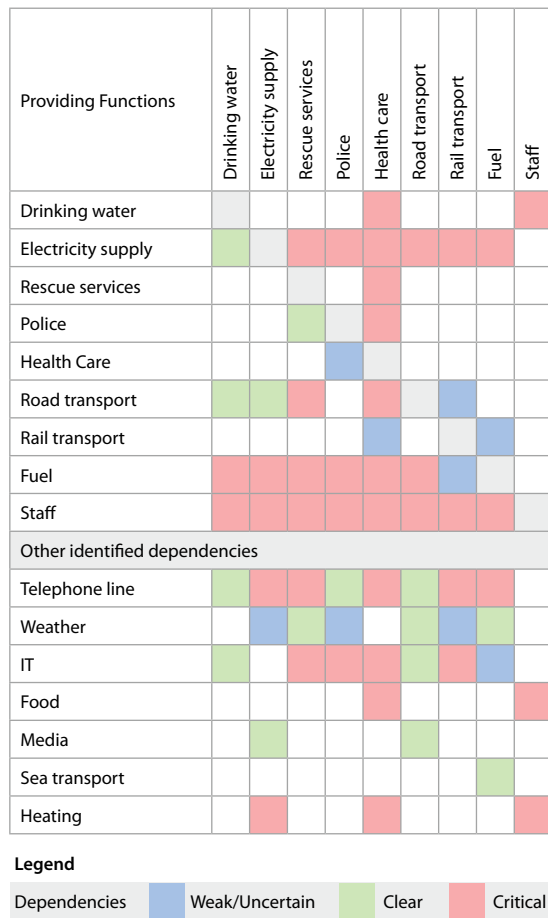 Providing Functions
Drinking water
Electricity supply
Rescue services
Police
Health care
Road transport
Rail transport
Fuel
Staff
Drinking water
Electricity supply
Rescue services
Police
Health Care
Road transport
Rail transport
Fuel
Staff
Other identified dependencies
Telephone line
Weather
IT
Food
Media
Sea transport
Heating
Legend
Dependencies Weak/Uncertain Clear Critical